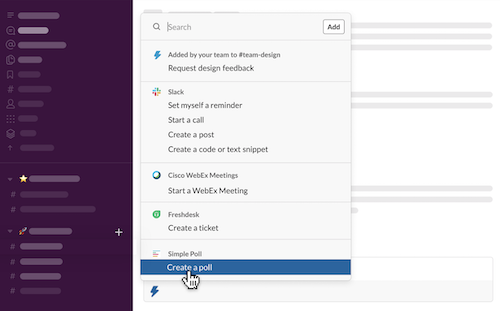 Search
Add
Added by your team to #team-design
Request design feedback
Slack
Set myself a reminder
Start a call
Create a post
Create a code or text snippet
Cisco WebEx Meetings
Start a WebEx Meeting
Freshdesk
Create a ticket
Simple Poll
Create a poll